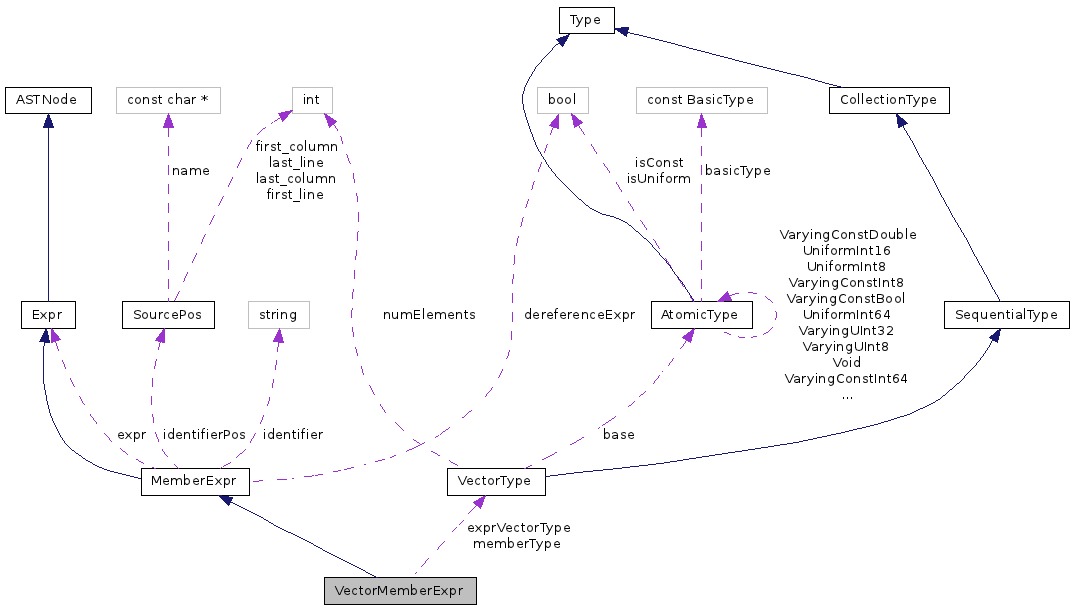 Type
ASTNode
const char *
int
bool
const BasicType
CollectionType
first_column
last_line
last_column
first_line
name
isConst
isUniform
basicType
VaryingConstDouble
UniformInt16
UniformInt8
VaryingConstInt8
VaryingConstBool
UniformInt64
VaryingUInt32
VaryingUInt8
Void
VaryingConstInt64
...
Expr
SourcePos
string
numElements
dereferenceExpr
AtomicType
SequentialType
expr
identifierPos
identifier
base
MemberExpr
VectorType
exprVectorType
memberType
VectorMemberExpr